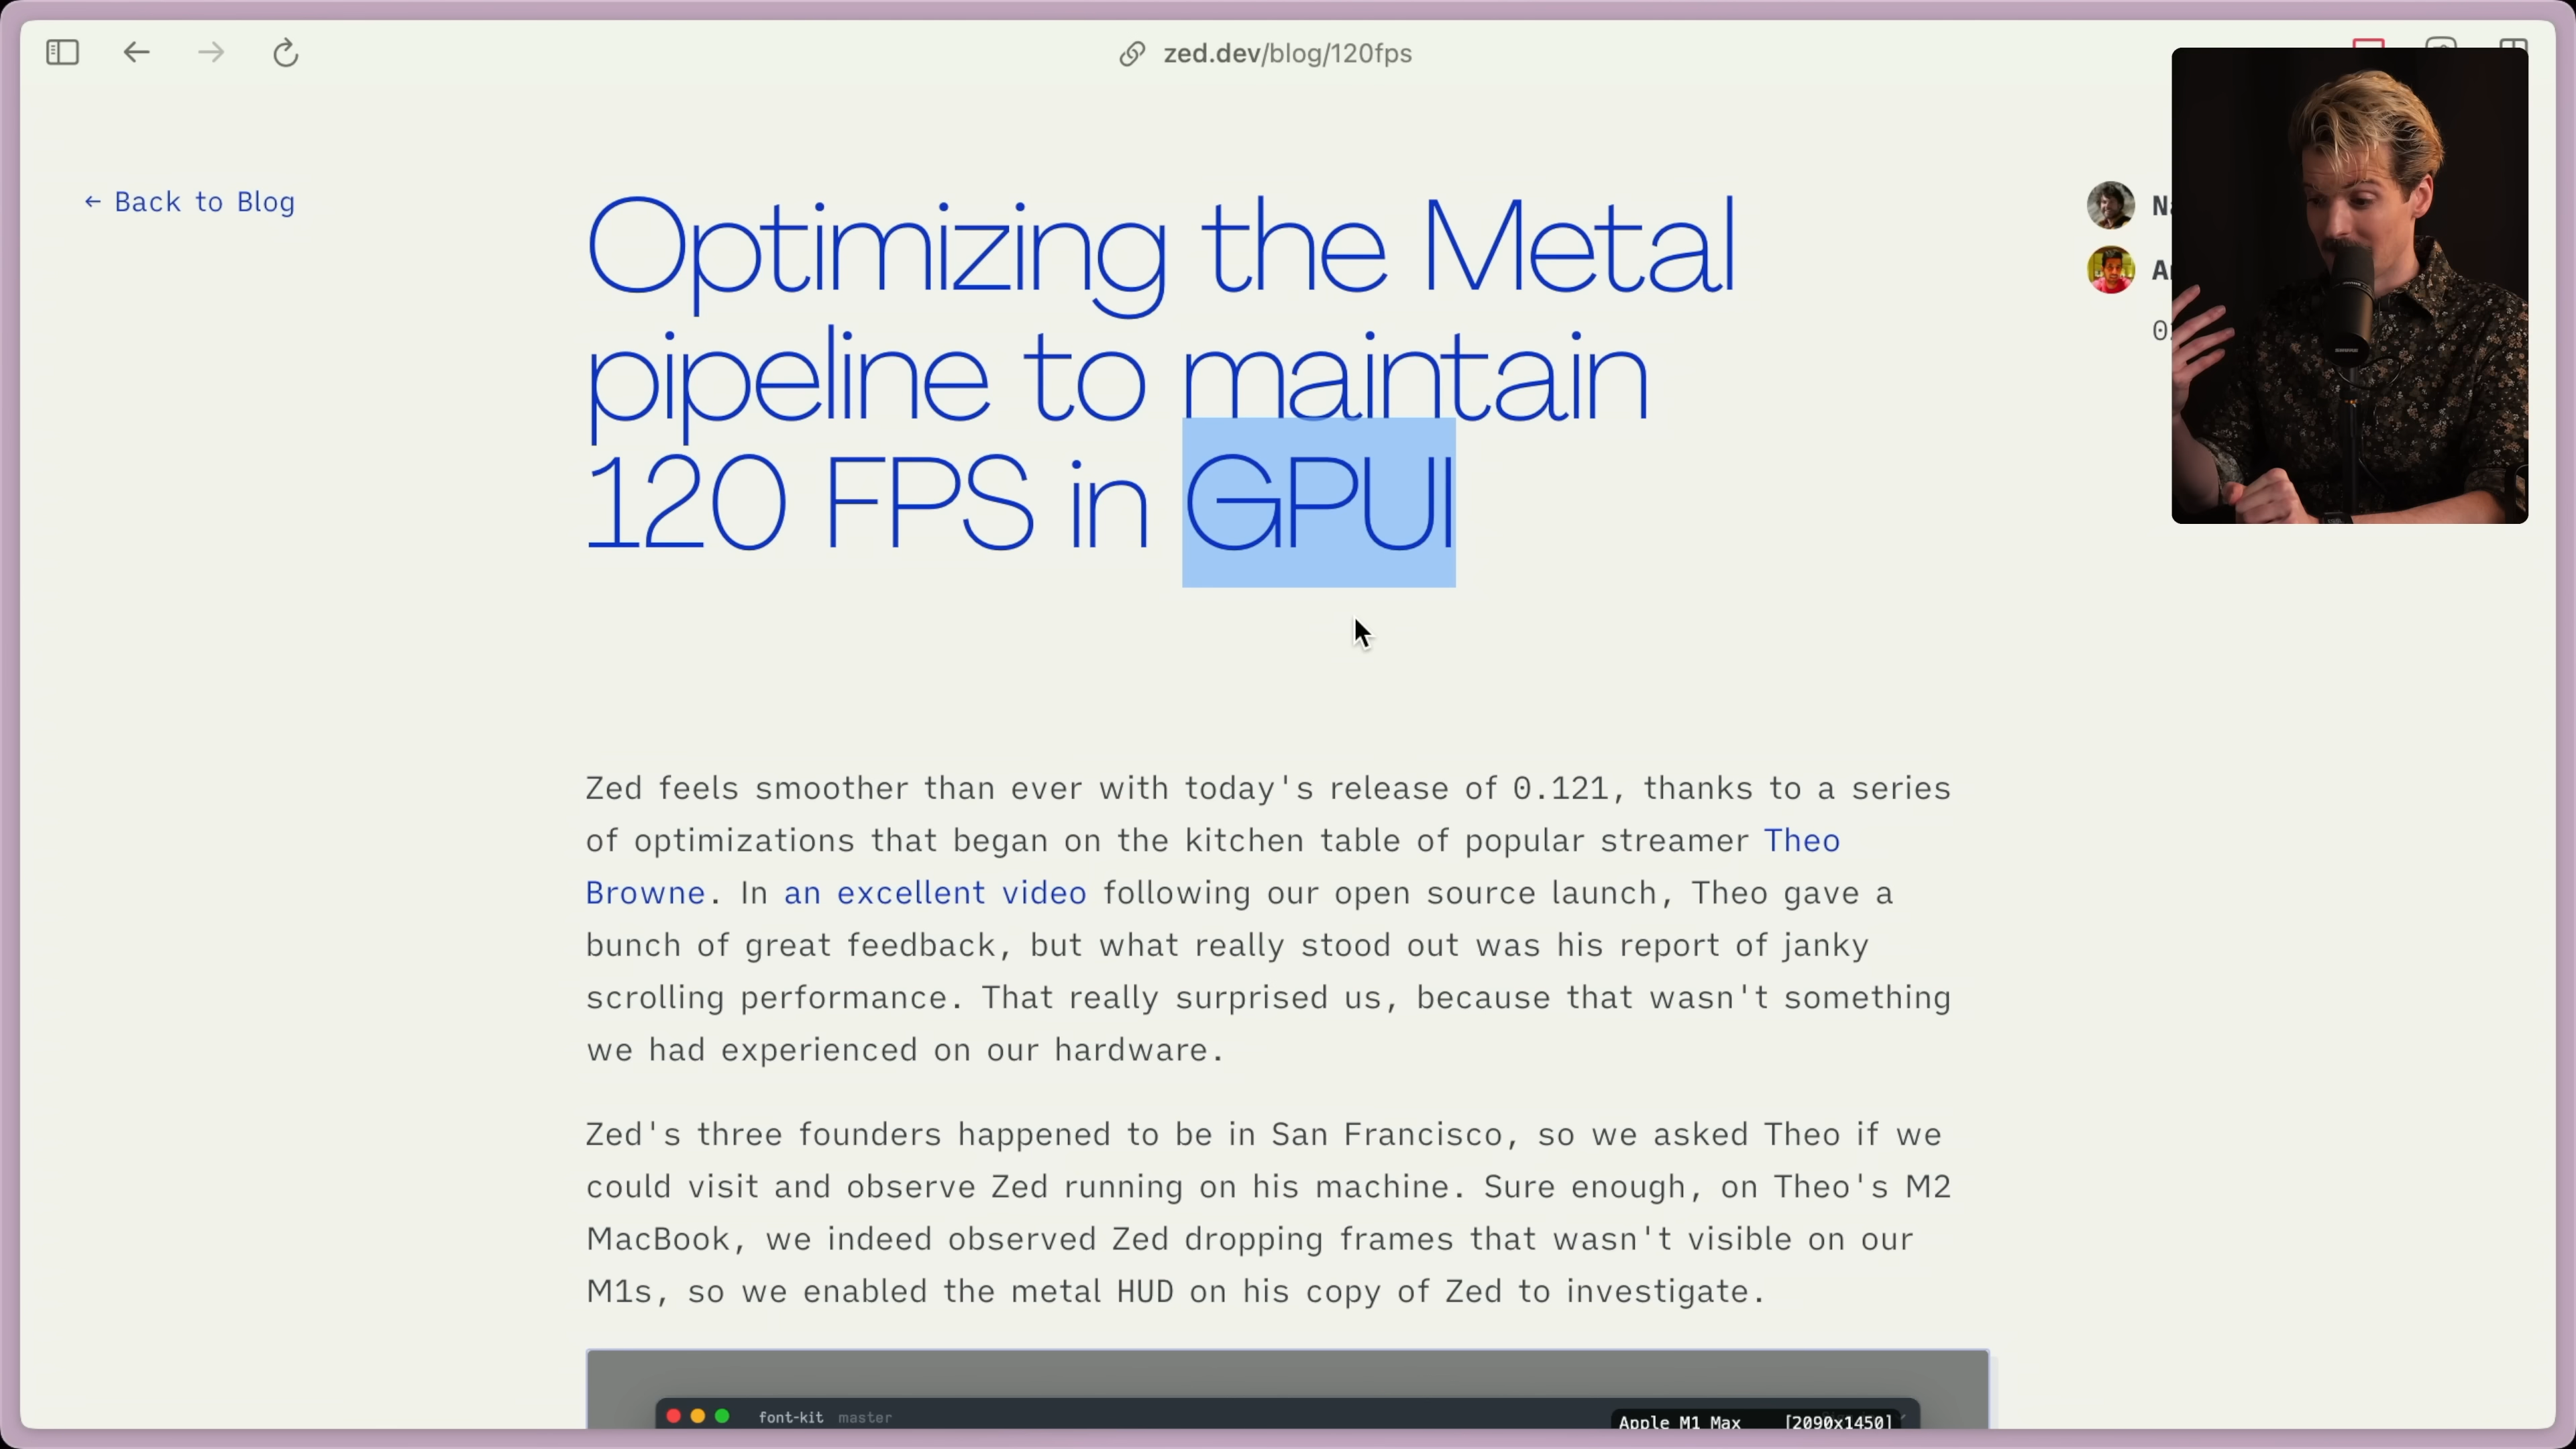 zed.dev/blog/120fps
← Back to Blog
Optimizing the Metal
pipeline to maintain
120 FPS in GPUI
Zed feels smoother than ever with today's release of 0.121, thanks to a series
of optimizations that began on the kitchen table of popular streamer Theo
Browne. In an excellent video following our open source launch, Theo gave a
bunch of great feedback, but what really stood out was his report of janky
scrolling performance. That really surprised us, because that wasn't something
we had experienced on our hardware.
Zed's three founders happened to be in San Francisco, so we asked Theo if we
could visit and observe Zed running on his machine. Sure enough, on Theo's M2
MacBook, we indeed observed Zed dropping frames that wasn't visible on our
M1s, so we enabled the metal HUD on his copy of Zed to investigate.
font-kit master
Apple M1 Max [2090x1450]